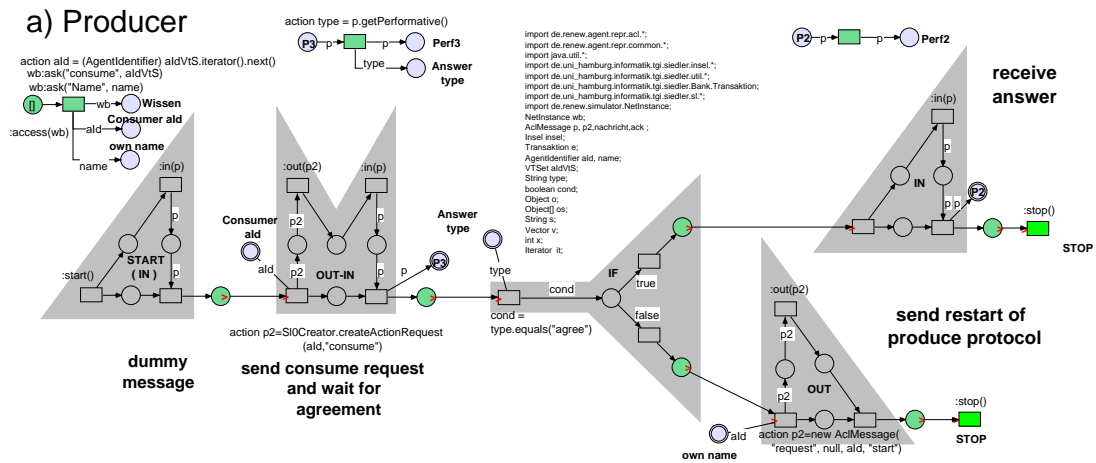 a) Producer
action aId = (AgentIdentifier) aIdVtS.iterator().next()
wb:ask("consume", aIdVtS)
wb:ask("Name", name)
[]
wb
Wissen
Consumer aId
:access(wb)
aId
own name
name
action type = p.getPerformative()
P3
p
p
Perf3
type
Answer
type
import de.renew.agent.repr.acl.*;
import de.renew.agent.repr.common.*;
import java.util.*;
import de.uni_hamburg.informatik.tgi.siedler.insel.*;
import de.uni_hamburg.informatik.tgi.siedler.util.*;
import de.uni_hamburg.informatik.tgi.siedler.Bank.Transaktion;
import de.uni_hamburg.informatik.tgi.siedler.sl.*;
import de.renew.simulator.NetInstance;
NetInstance wb;
AclMessage p, p2,nachricht,ack ;
Insel insel;
Transaktion e;
AgentIdentifier aId, name;
VTSet aIdVtS;
String type;
boolean cond;
Object o;
Object[] os;
String s;
Vector v;
int x;
Iterator it;
P2
p
p
Perf2
receive
answer
:in(p)
p
START
( IN )
p
:start()
dummy
message
:out(p2)
:in(p)
p2
p
Consumer
aId
aId
p2
OUT-IN
p
p
P3
action p2=Sl0Creator.createActionRequest
(aId,"consume")
send consume request
and wait for
agreement
Answer
type
type
cond
cond =
type.equals("agree")
IF
true
false
:in(p)
p
IN
p
p
P2
:stop()
STOP
send restart of
produce protocol
:out(p2)
p2
OUT
p2
aId
own name
action p2=new AclMessage(
"request", null, aId, "start")
:stop()
STOP